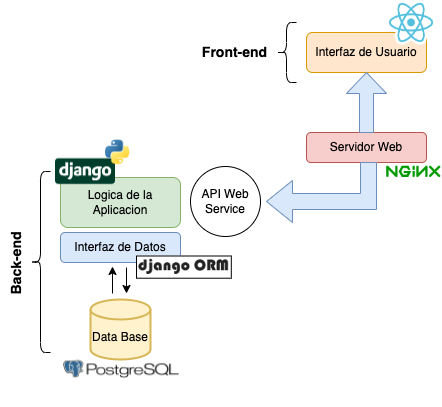 Front-end
Interfaz de Usuario
Servidor Web
NGINX
django
Logica de la
Aplicacion
API Web
Service
Interfaz de Datos
django ORM
Back-end
Data Base
PostgreSQL